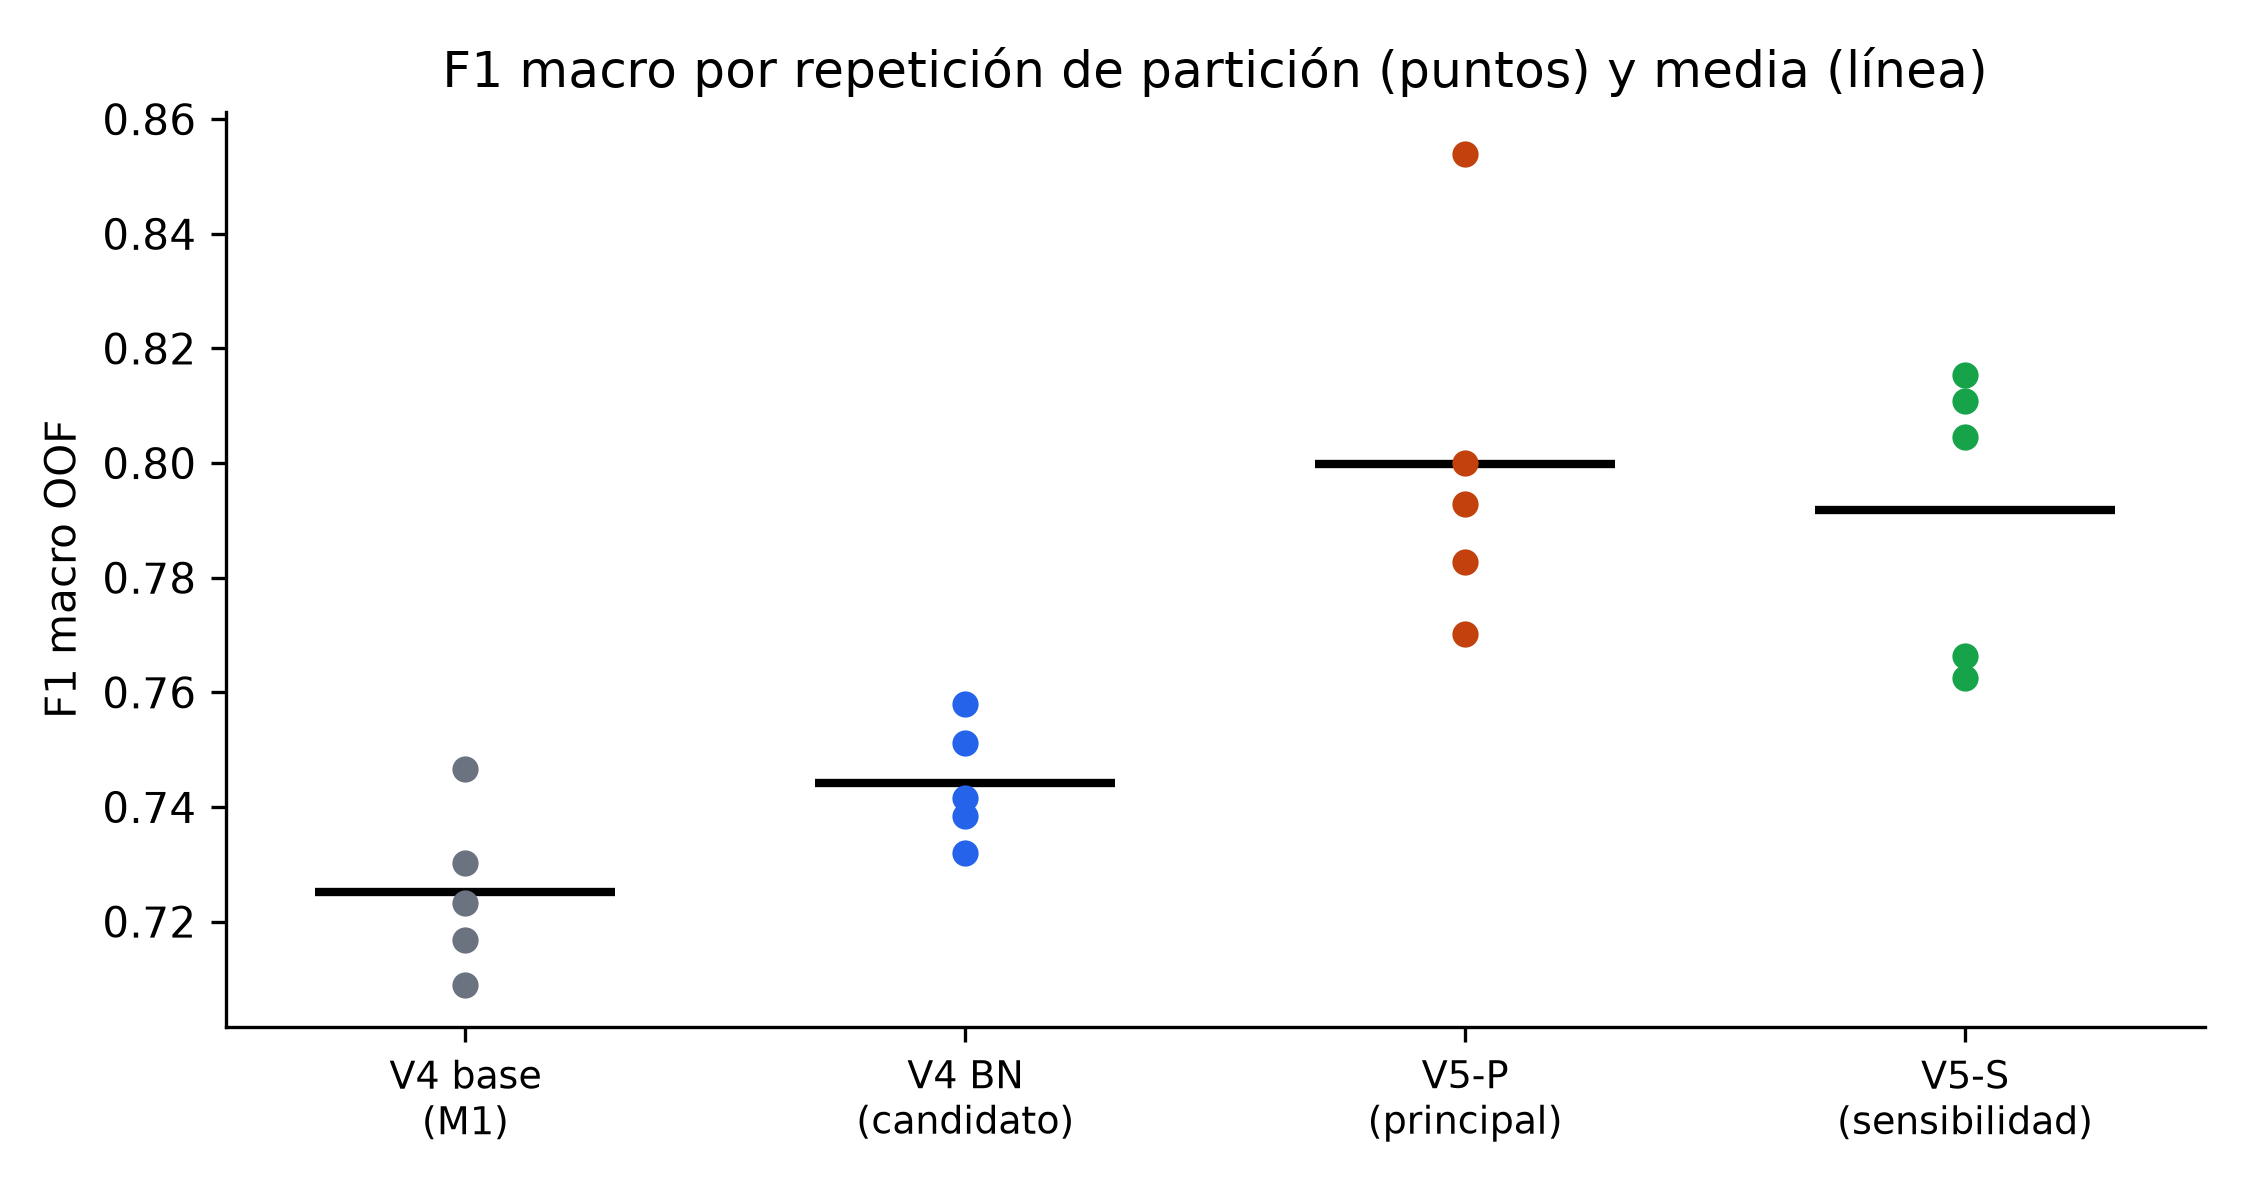 F1 macro por repetición de partición (puntos) y media (línea)
F1 macro OOF
0.86
0.84
0.82
0.80
0.78
0.76
0.74
0.72
V4 base
(M1)
V4 BN
(candidato)
V5-P
(principal)
V5-S
(sensibilidad)